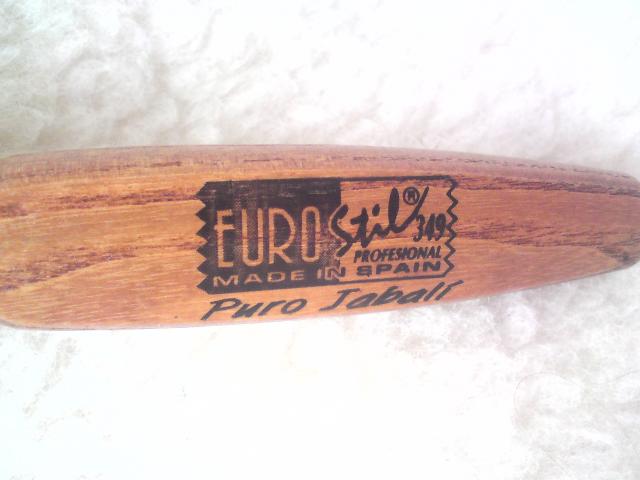 EURO Stil® 349
PROFESIONAL
MADE IN SPAIN
Puro Jabalí